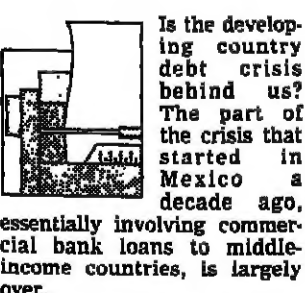 Is the develop-
ing country
debt crisis
behind us?
The part of
the crisis that
started in
Mexico a
decade ago,
essentially involving commer-
cial bank loans to middle-
income countries, is largely
over.